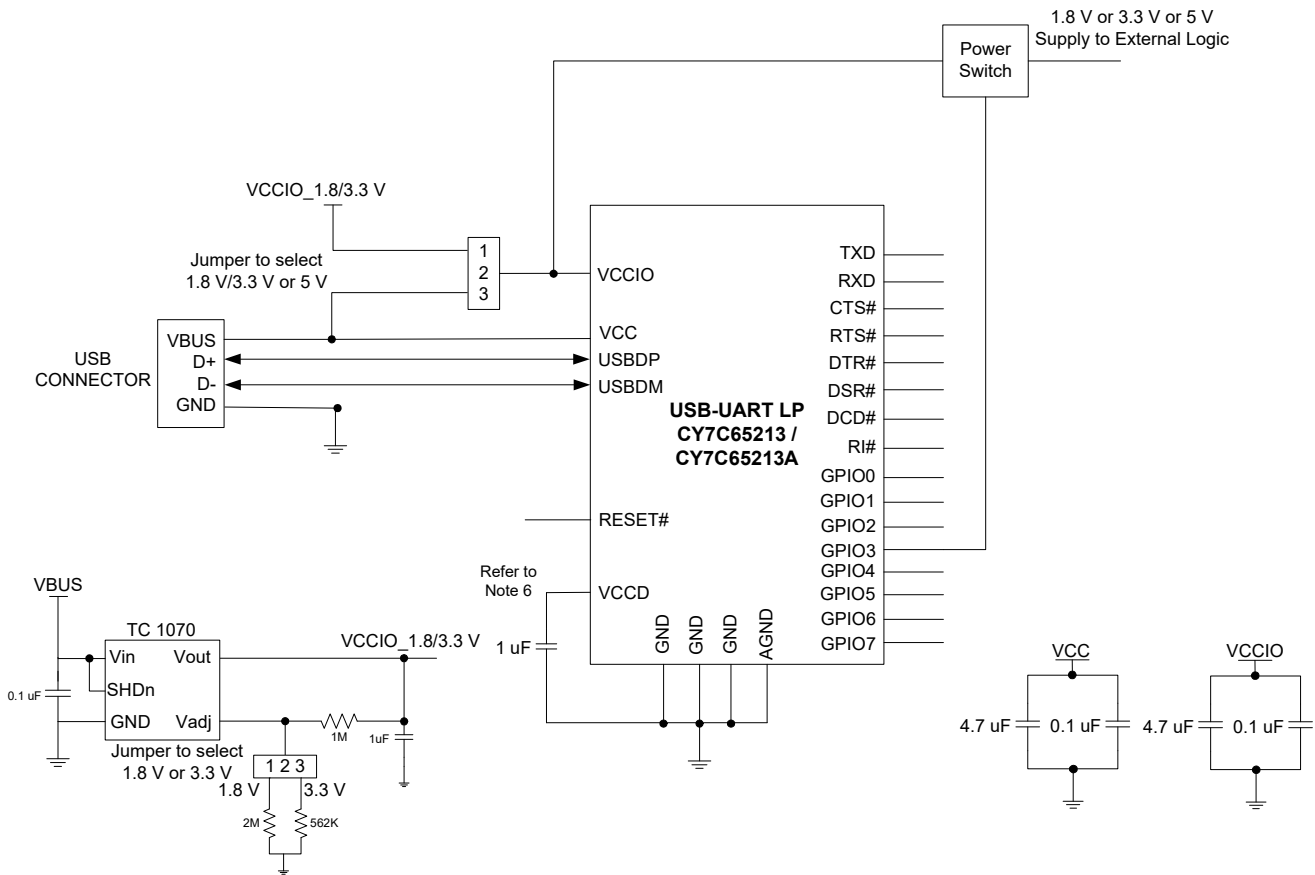 1.8 V or 3.3 V or 5 V
Supply to External Logic
Power
Switch
VCCIO_1.8/3.3 V
Jumper to select
1.8 V/3.3 V or 5 V
1
2
3
USB
CONNECTOR
VBUS
D+
D-
GND
VCCIO
VCC
USBDP
USBDM
USB-UART LP
CY7C65213 /
CY7C65213A
RESET#
VCCD
GND
GND
GND
AGND
TXD
RXD
CTS#
RTS#
DTR#
DSR#
DCD#
RI#
GPIO0
GPIO1
GPIO2
GPIO3
GPIO4
GPIO5
GPIO6
GPIO7
Refer to
Note 6
1 uF
VBUS
TC 1070
Vin
Vout
SHDn
GND
Vadj
VCCIO_1.8/3.3 V
0.1 uF
1M
1uF
Jumper to select
1.8 V or 3.3 V
1 2 3
1.8 V
3.3 V
2M
562K
VCC
4.7 uF
0.1 uF
VCCIO
4.7 uF
0.1 uF